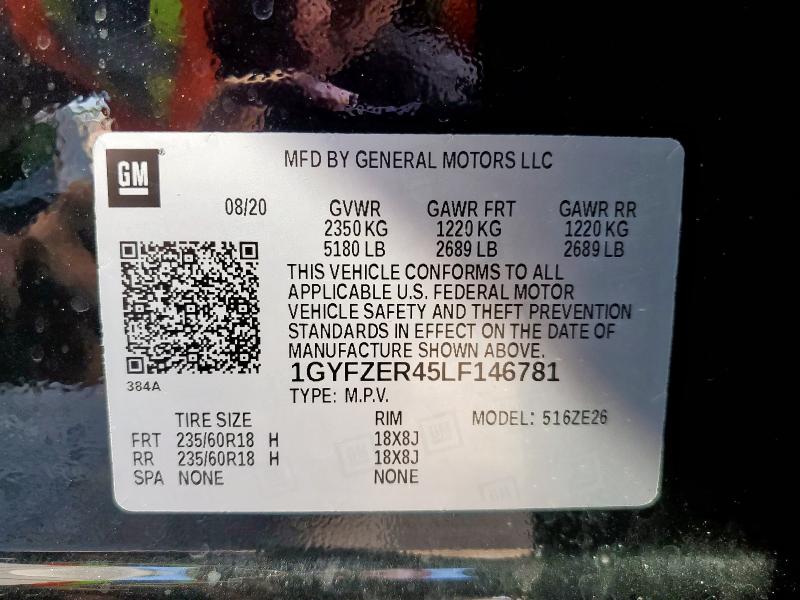 GM
MFD BY GENERAL MOTORS LLC
08/20 GVWR GAWR FRT GAWR RR
2350 KG 1220 KG 1220 KG
5180 LB 2689 LB 2689 LB
THIS VEHICLE CONFORMS TO ALL
APPLICABLE U.S. FEDERAL MOTOR
VEHICLE SAFETY AND THEFT PREVENTION
STANDARDS IN EFFECT ON THE DATE OF
MANUFACTURE SHOWN ABOVE.
1GYFZER45LF146781
384A
TYPE: M.P.V.
TIRE SIZE RIM MODEL: 516ZE26
FRT 235/60R18 H 18X8J
RR 235/60R18 H 18X8J
SPA NONE NONE